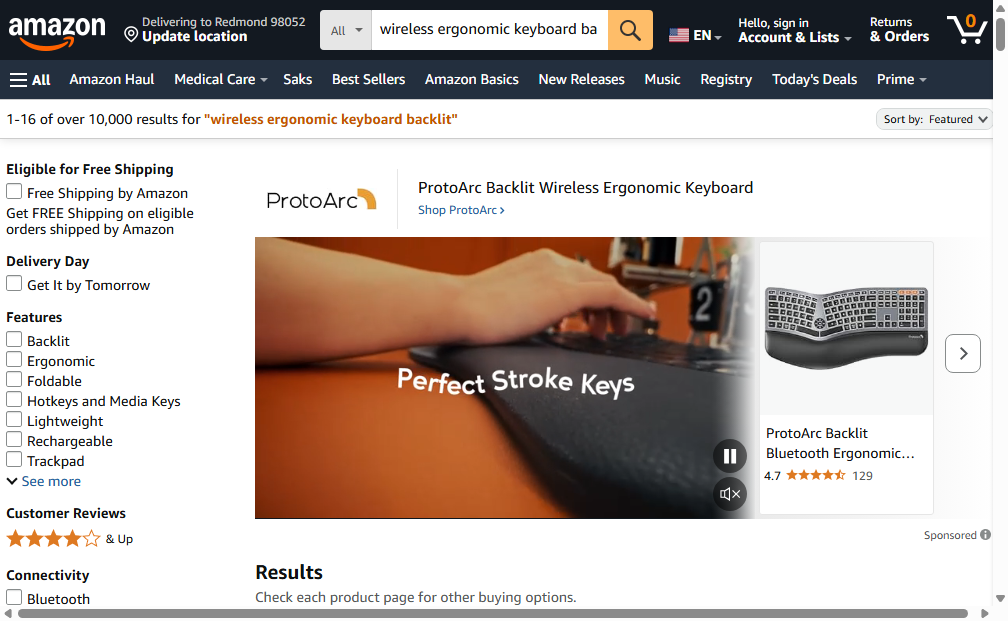 amazon
Delivering to Redmond 98052
Update location
All
wireless ergonomic keyboard ba
EN
Hello, sign in
Account & Lists
Returns
& Orders
0
All
Amazon Haul
Medical Care
Saks
Best Sellers
Amazon Basics
New Releases
Music
Registry
Today's Deals
Prime
1-16 of over 10,000 results for "wireless ergonomic keyboard backlit"
Sort by: Featured
Eligible for Free Shipping
Free Shipping by Amazon
Get FREE Shipping on eligible
orders shipped by Amazon
Delivery Day
Get It by Tomorrow
Features
Backlit
Ergonomic
Foldable
Hotkeys and Media Keys
Lightweight
Rechargeable
Trackpad
See more
Customer Reviews
& Up
Connectivity
Bluetooth
ProtoArc
ProtoArc Backlit Wireless Ergonomic Keyboard
Shop ProtoArc
2
Perfect Stroke Keys
ProtoArc Backlit
Bluetooth Ergonomic...
4.7
129
Sponsored
Results
Check each product page for other buying options.